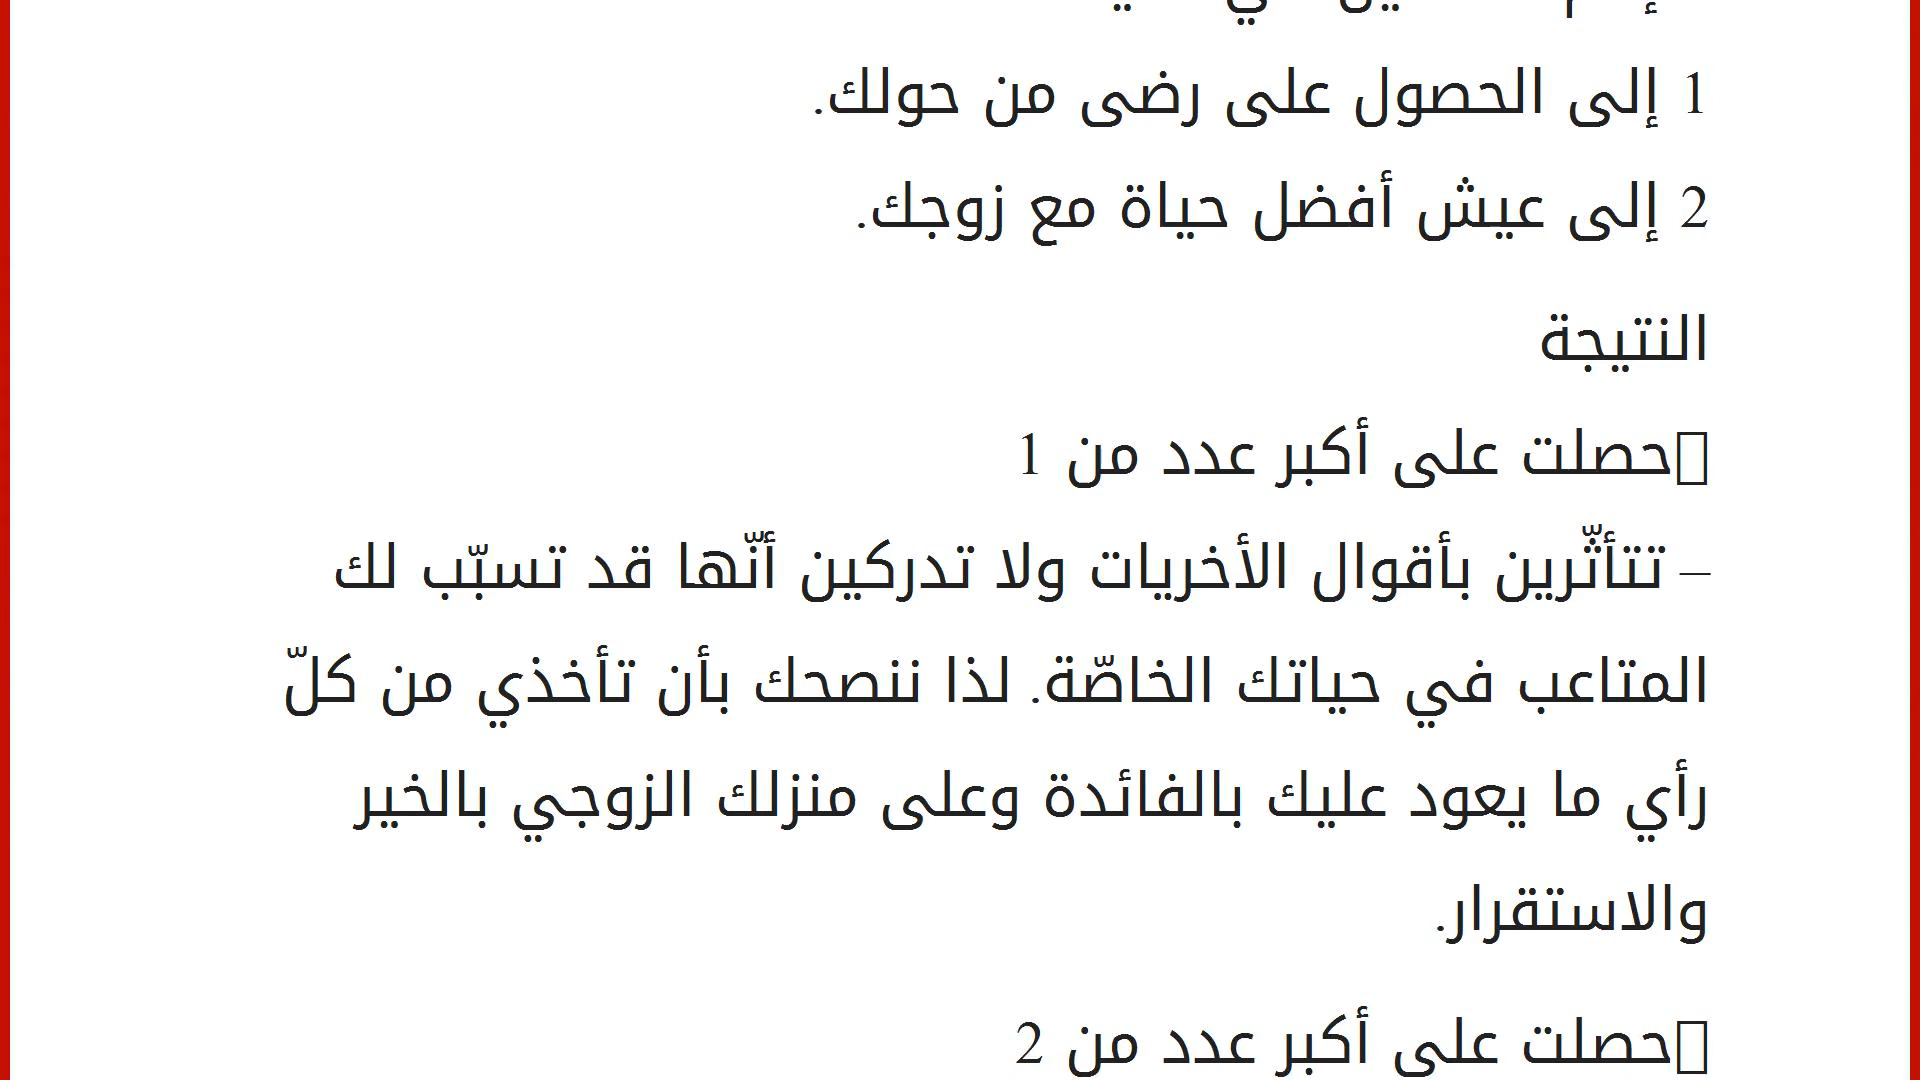 1 إلى الحصول على رضى من حولك.
2 إلى عيش أفضل حياة مع زوجك.
النتيجة
حصلت على أكبر عدد من 1
– تتأثّرين بأقوال الأخريات ولا تدركين أنّها قد تسبّب لك
المتاعب في حياتك الخاصّة. لذا ننصحك بأن تأخذي من كلّ
رأي ما يعود عليك بالفائدة وعلى منزلك الزوجي بالخير
والاستقرار.
حصلت على أكبر عدد من 2